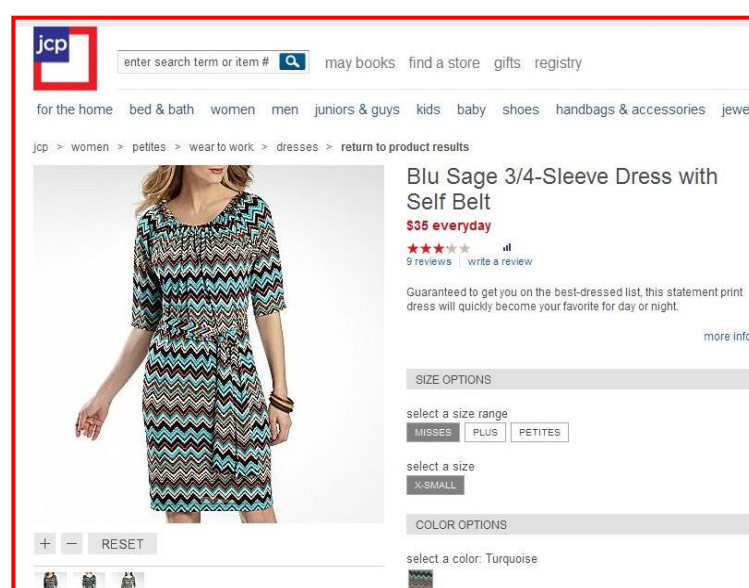 jcp
enter search term or item #
may books find a store gifts registry
for the home bed & bath women men juniors & guys kids baby shoes handbags & accessories jewe
jcp > women > petites > wear to work > dresses > return to product results
Blu Sage 3/4-Sleeve Dress with
Self Belt
$35 everyday
9 reviews write a review
Guaranteed to get you on the best-dressed list, this statement print
dress will quickly become your favorite for day or night.
more info
SIZE OPTIONS
select a size range
MISSES PLUS PETITES
select a size
X-SMALL
COLOR OPTIONS
+ − RESET
select a color: Turquoise